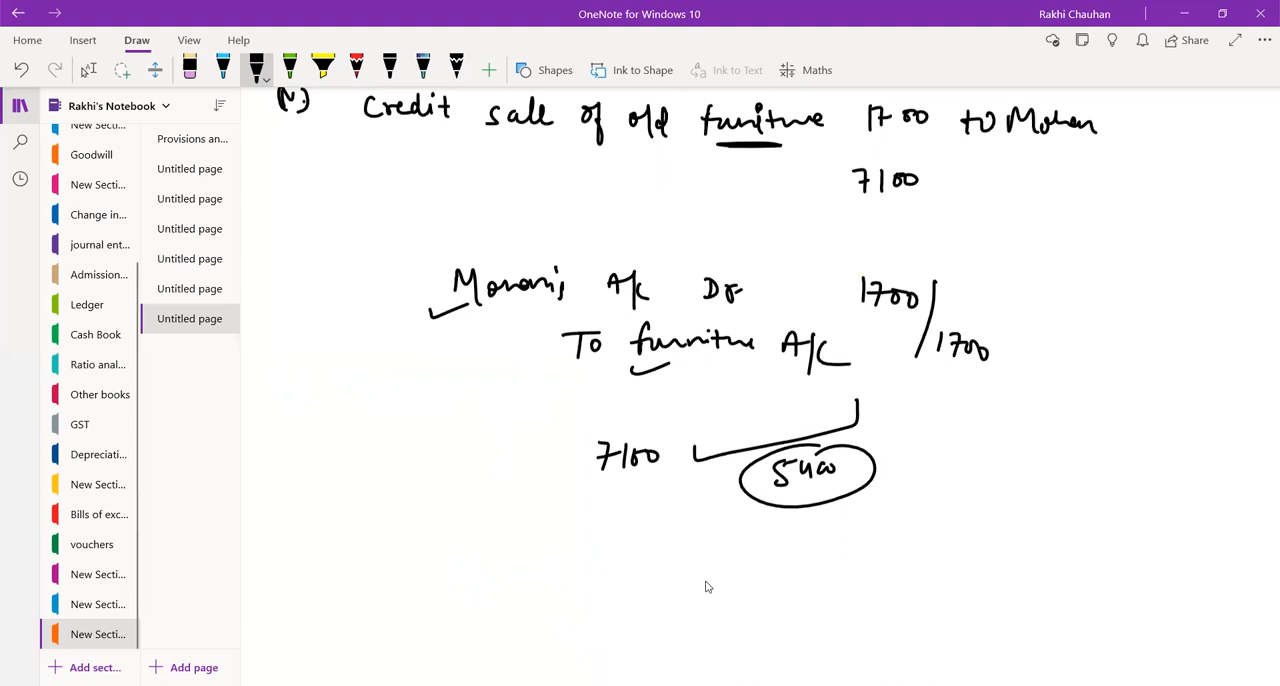 OneNote for Windows 10
Rakhi Chauhan
Home Insert Draw View Help
Share
Shapes Ink to Shape Ink to Text Maths
Rakhi's Notebook
New Secti...
Goodwill
New Secti...
Change in...
journal ent...
Admission...
Ledger
Cash Book
Ratio anal...
Other books
GST
Depreciati...
New Secti...
Bills of exc...
vouchers
New Secti...
New Secti...
New Secti...
Add sect...
Provisions an...
Untitled page
Untitled page
Untitled page
Untitled page
Untitled page
Untitled page
Add page
Credit sale of old furniture 1700 to Mohan
7100
Mohan's A/c Dr 1700
To furniture A/C 1700
7100
5400